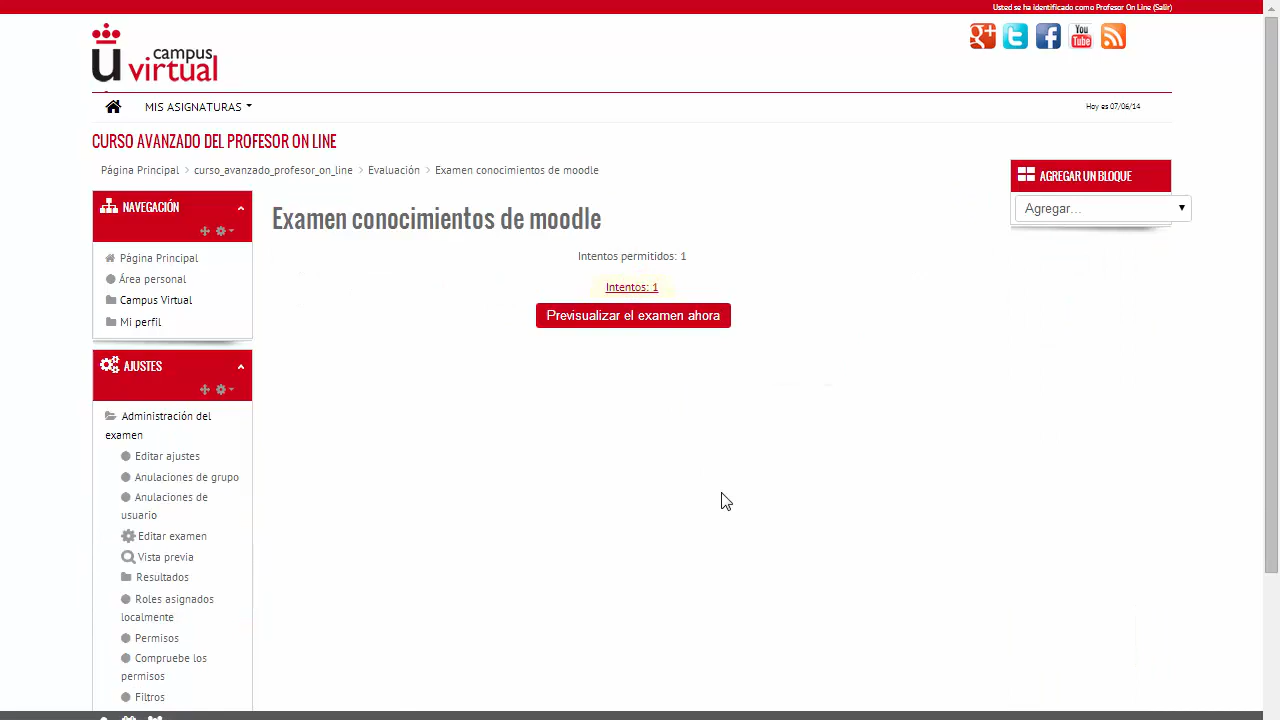 Usted se ha identificado como Profesor On Line (Salir)
campus
u virtual
You
Tube
MIS ASIGNATURAS
Hoy es 07/06/14
CURSO AVANZADO DEL PROFESOR ON LINE
Página Principal
curso_avanzado_profesor_on_line
Evaluación
Examen conocimientos de moodle
AGREGAR UN BLOQUE
Agregar...
NAVEGACIÓN
Página Principal
Área personal
Campus Virtual
Mi perfil
Examen conocimientos de moodle
Intentos permitidos: 1
Intentos: 1
Previsualizar el examen ahora
AJUSTES
Administración del
examen
Editar ajustes
Anulaciones de grupo
Anulaciones de
usuario
Editar examen
Vista previa
Resultados
Roles asignados
localmente
Permisos
Compruebe los
permisos
Filtros